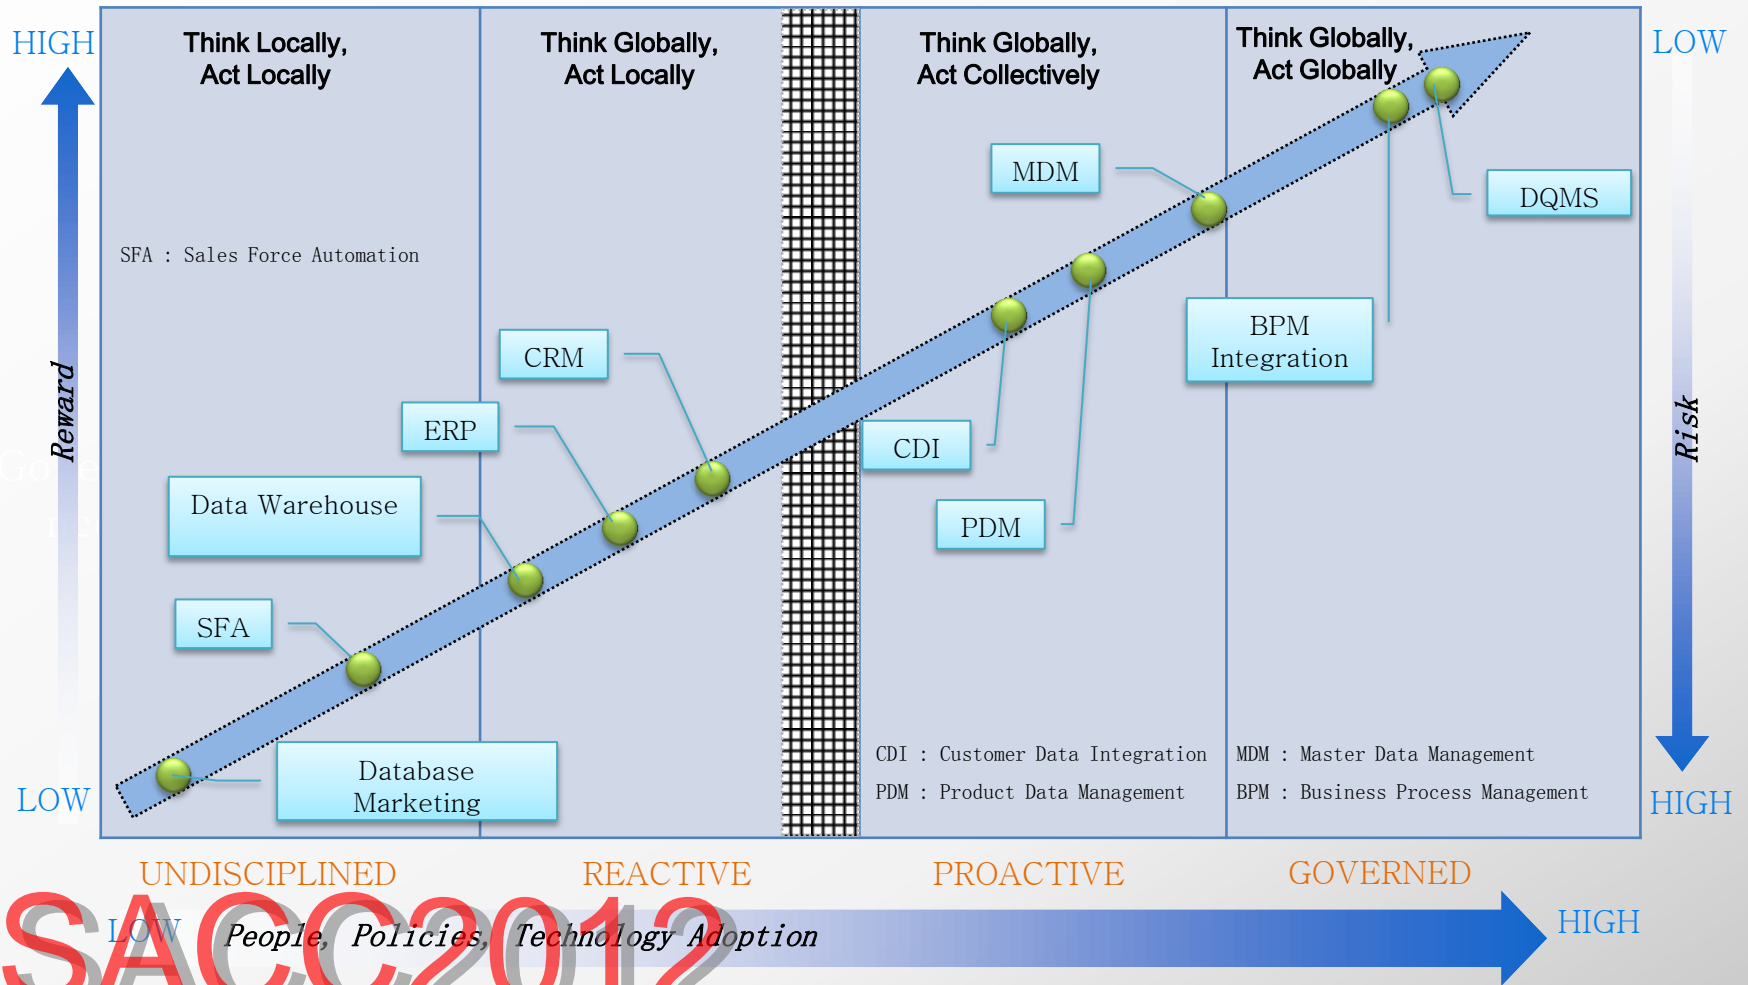 HIGH
Think Locally,
Act Locally
Think Globally,
Act Locally
Think Globally,
Act Collectively
Think Globally,
Act Globally
LOW
MDM
DQMS
SFA : Sales Force Automation
BPM
Integration
CRM
Reward
ERP
CDI
Risk
Data Warehouse
PDM
SFA
Database
Marketing
CDI : Customer Data Integration
MDM : Master Data Management
PDM : Product Data Management
BPM : Business Process Management
LOW
HIGH
UNDISCIPLINED
REACTIVE
PROACTIVE
GOVERNED
LOW
People, Policies, Technology Adoption
HIGH
SACC2012